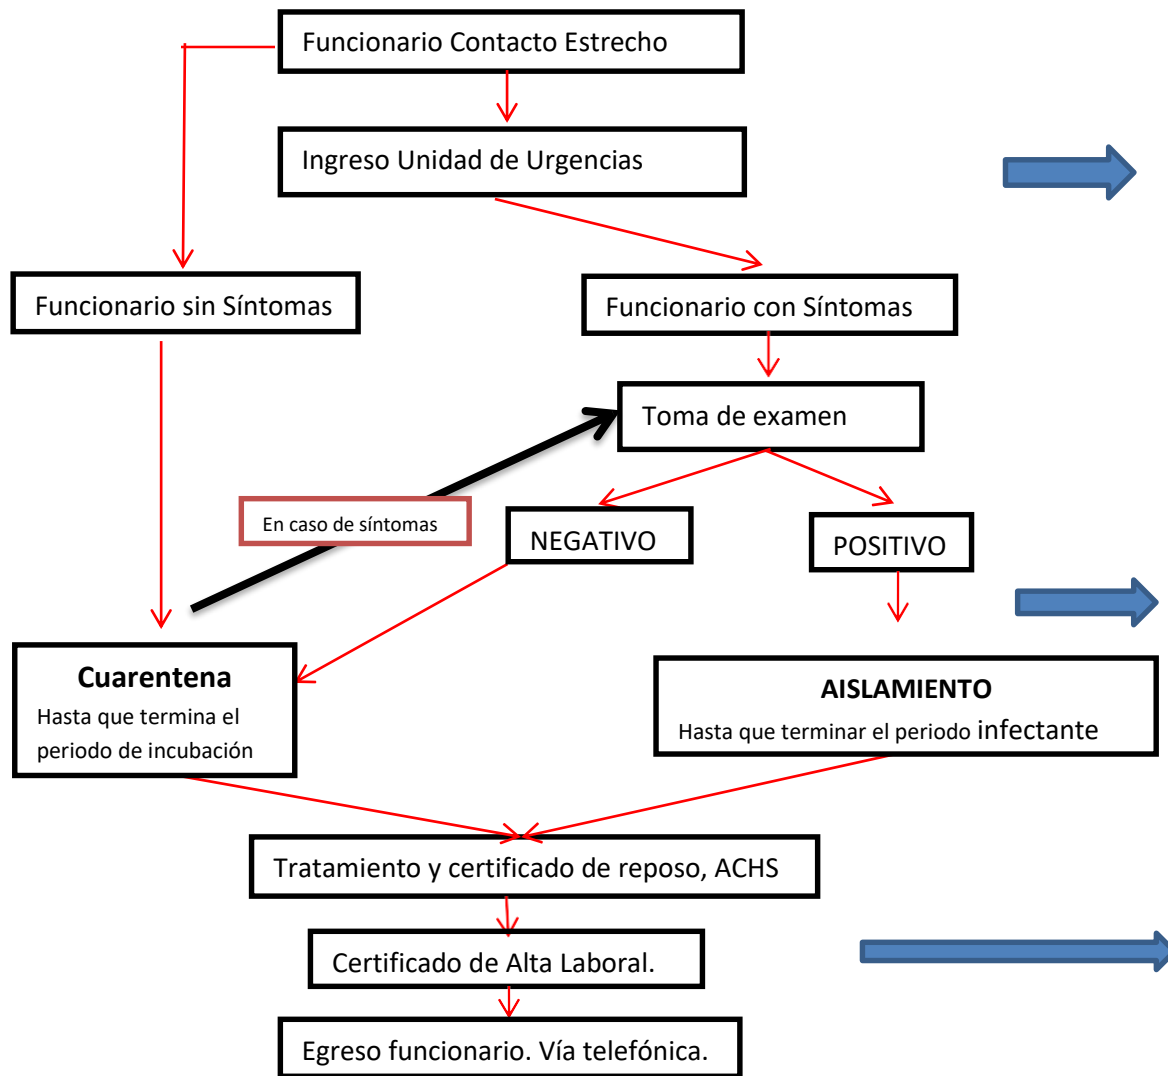 Funcionario Contacto Estrecho
Ingreso Unidad de Urgencias
Funcionario sin Síntomas
Funcionario con Síntomas
Toma de examen
En caso de síntomas
NEGATIVO
POSITIVO
Cuarentena
Hasta que termina el
periodo de incubación
AISLAMIENTO
Hasta que terminar el periodo infectante
Tratamiento y certificado de reposo, ACHS
Certificado de Alta Laboral.
Egreso funcionario. Vía telefónica.